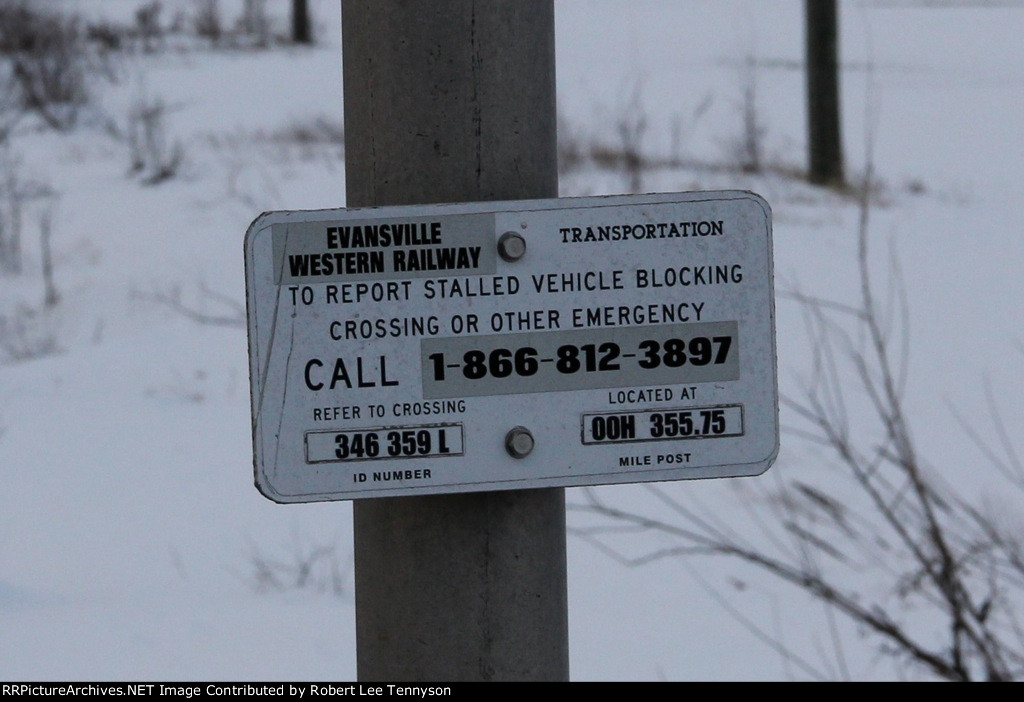 EVANSVILLE
WESTERN RAILWAY
TRANSPORTATION
TO REPORT STALLED VEHICLE BLOCKING
CROSSING OR OTHER EMERGENCY
CALL 1-866-812-3897
REFER TO CROSSING
346 359 L
ID NUMBER
LOCATED AT
00H 355.75
MILE POST
RRPictureArchives.NET Image Contributed by Robert Lee Tennyson